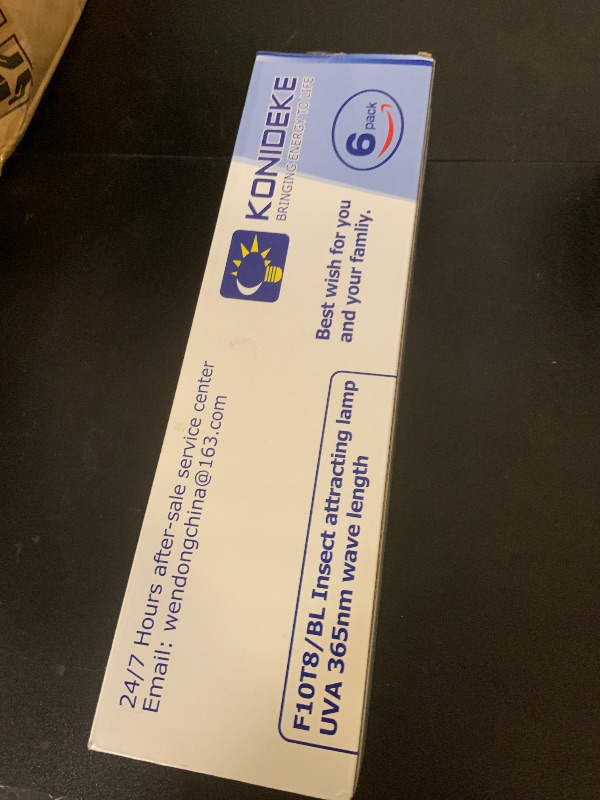 KONIDEKE
BRINGING ENERGY TO LIFE
6 pack
Best wish for you
and your famliy.
24/7 Hours after-sale service center
Email: wendongchina@163.com
F10T8/BL Insect attracting lamp
UVA 365nm wave length